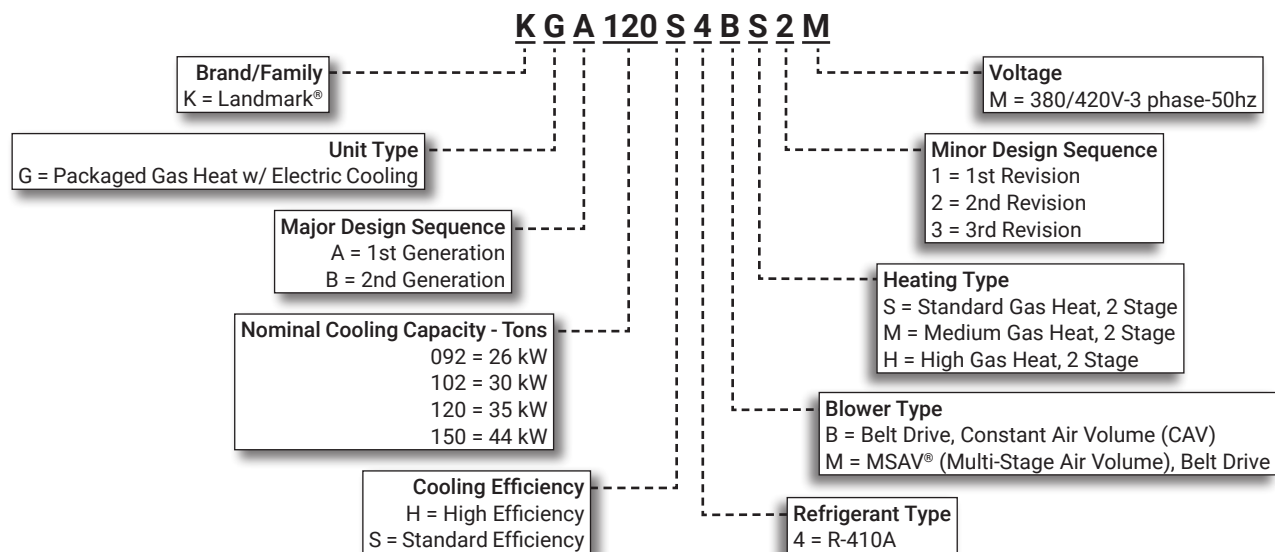 K G A 120 S 4 B S 2 M
Brand/Family
K = Landmark®
Voltage
M = 380/420V-3 phase-50hz
Unit Type
G = Packaged Gas Heat w/ Electric Cooling
Minor Design Sequence
1 = 1st Revision
2 = 2nd Revision
3 = 3rd Revision
Major Design Sequence
A = 1st Generation
B = 2nd Generation
Heating Type
S = Standard Gas Heat, 2 Stage
M = Medium Gas Heat, 2 Stage
H = High Gas Heat, 2 Stage
Nominal Cooling Capacity - Tons
092 = 26 kW
102 = 30 kW
120 = 35 kW
150 = 44 kW
Blower Type
B = Belt Drive, Constant Air Volume (CAV)
M = MSAV® (Multi-Stage Air Volume), Belt Drive
Cooling Efficiency
H = High Efficiency
S = Standard Efficiency
Refrigerant Type
4 = R-410A